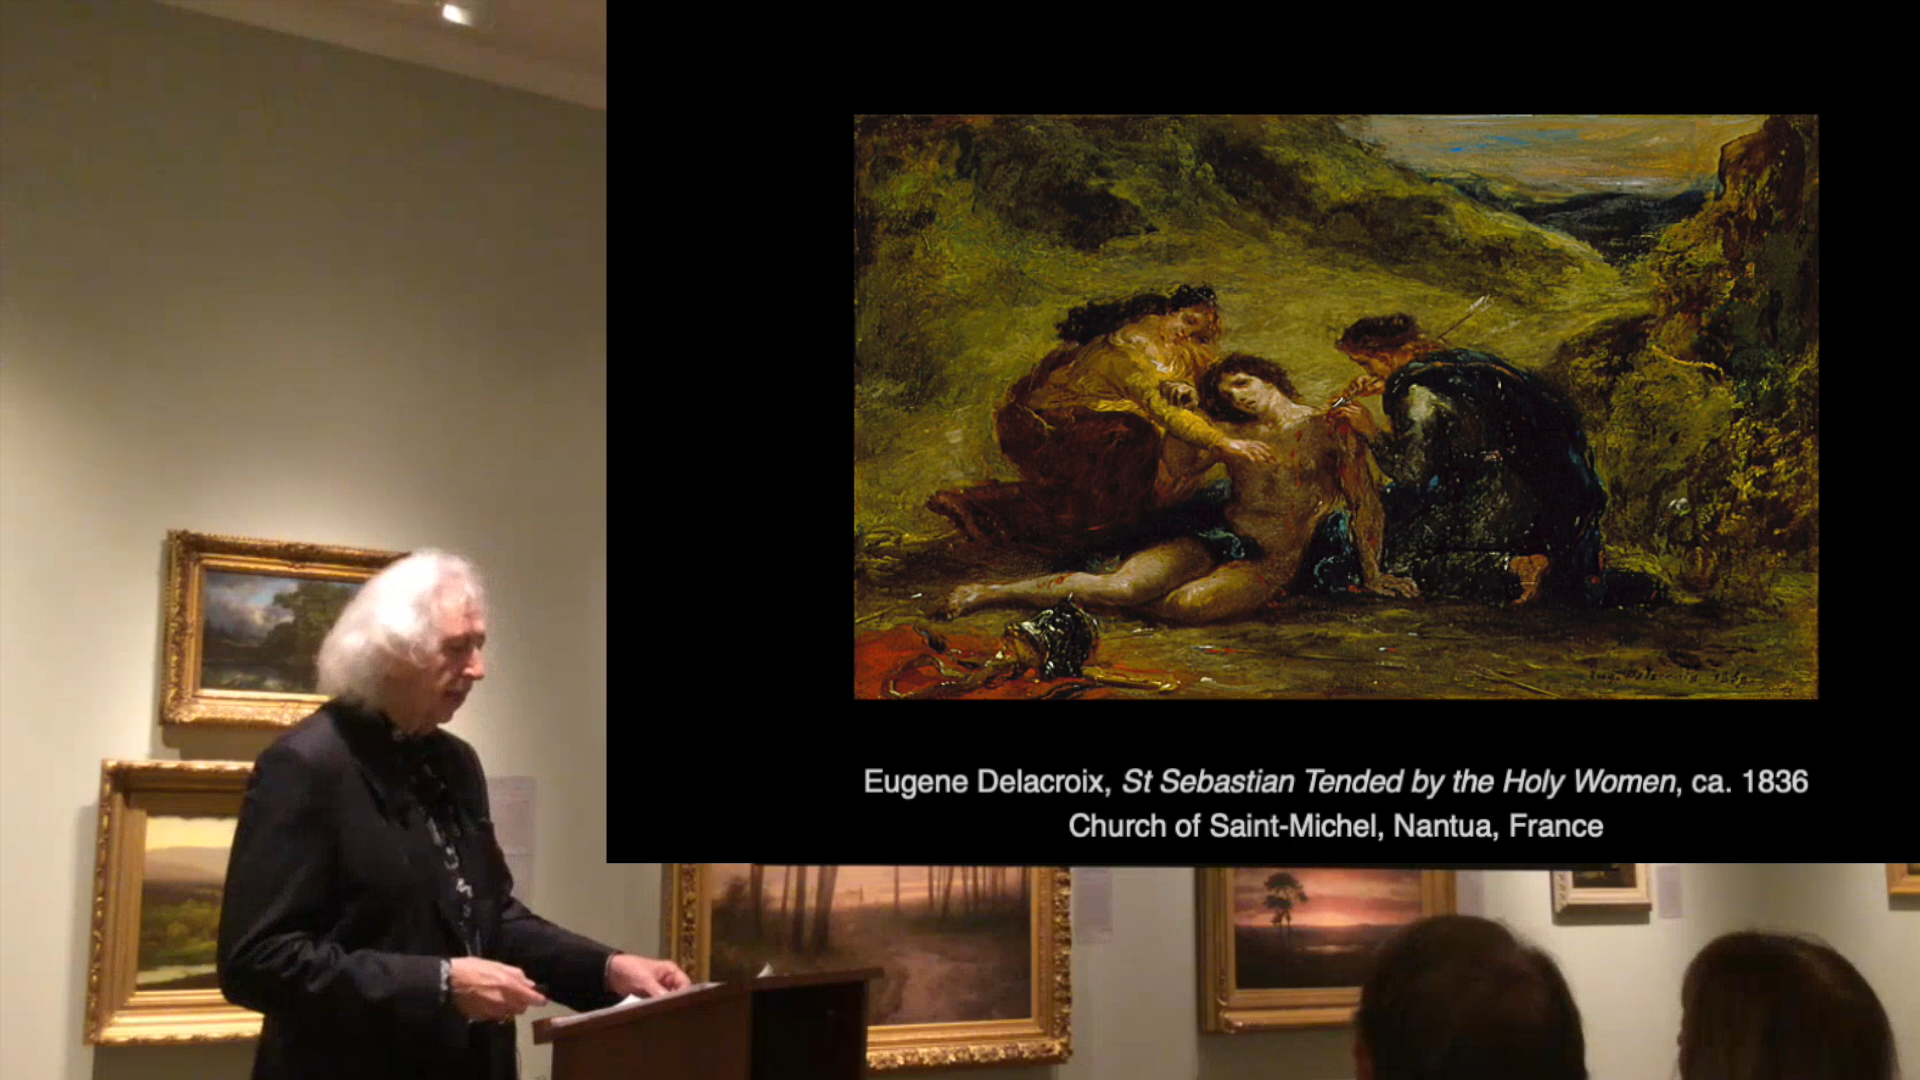 Eugene Delacroix, St Sebastian Tended by the Holy Women, ca. 1836
Church of Saint-Michel, Nantua, France